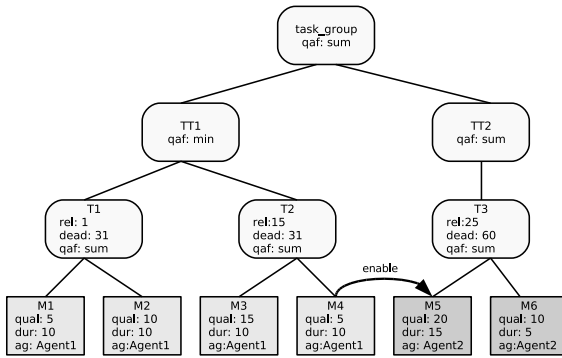 task_group
qaf: sum
TT1
qaf: min
TT2
qaf: sum
T1
rel: 1
dead: 31
qaf: sum
T2
rel:15
dead: 31
qaf: sum
T3
rel:25
dead: 60
qaf: sum
enable
M1
qual: 5
dur: 10
ag: Agent1
M2
qual: 10
dur: 10
ag:Agent1
M3
qual: 15
dur: 10
ag:Agent1
M4
qual: 5
dur: 10
ag:Agent1
M5
qual: 20
dur: 15
ag: Agent2
M6
qual: 10
dur: 5
ag:Agent2